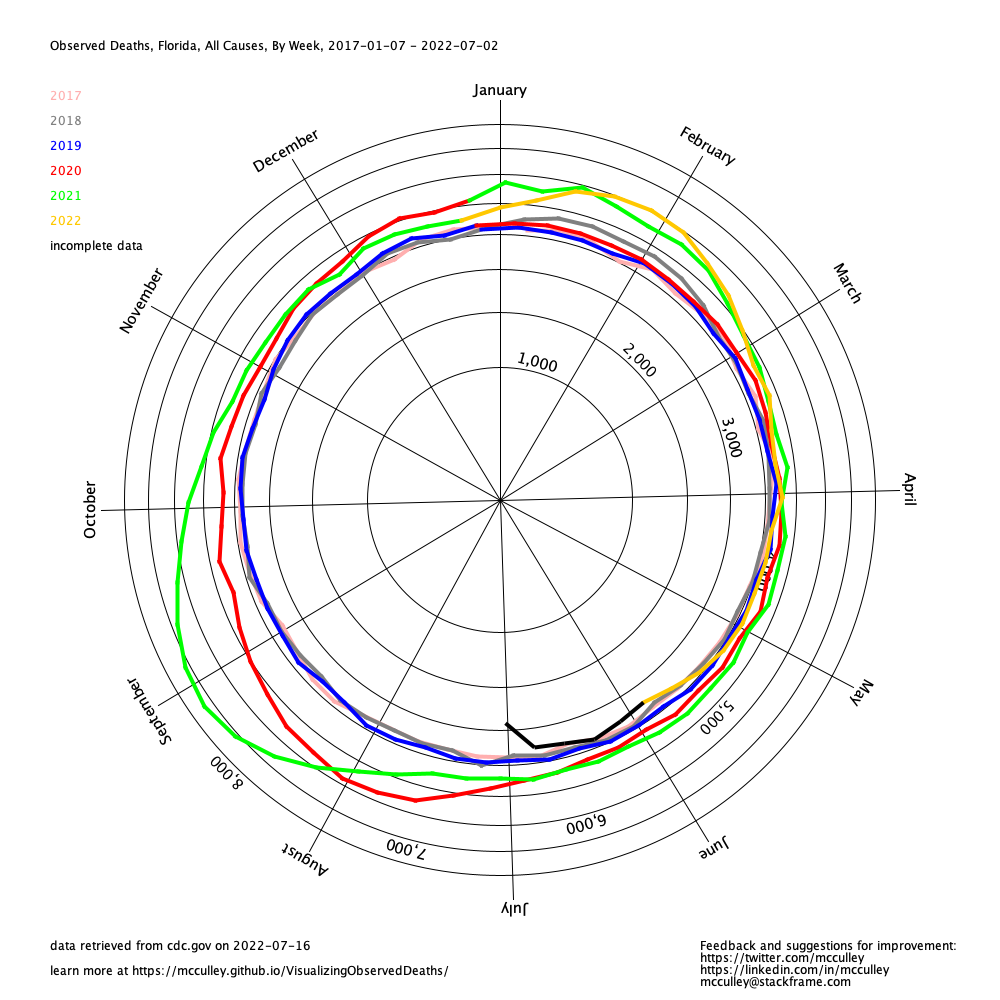 Observed Deaths, Florida, All Causes, By Week, 2017-01-07 - 2022-07-02
2017
2018
2019
2020
2021
2022
incomplete data
January
February
March
April
May
June
July
August
September
October
November
December
1,000
2,000
3,000
5,000
6,000
7,000
8,000
data retrieved from cdc.gov on 2022-07-16
learn more at https://mcculley.github.io/VisualizingObservedDeaths/
Feedback and suggestions for improvement:
https://twitter.com/mcculley
https://linkedin.com/in/mcculley
mcculley@stackframe.com